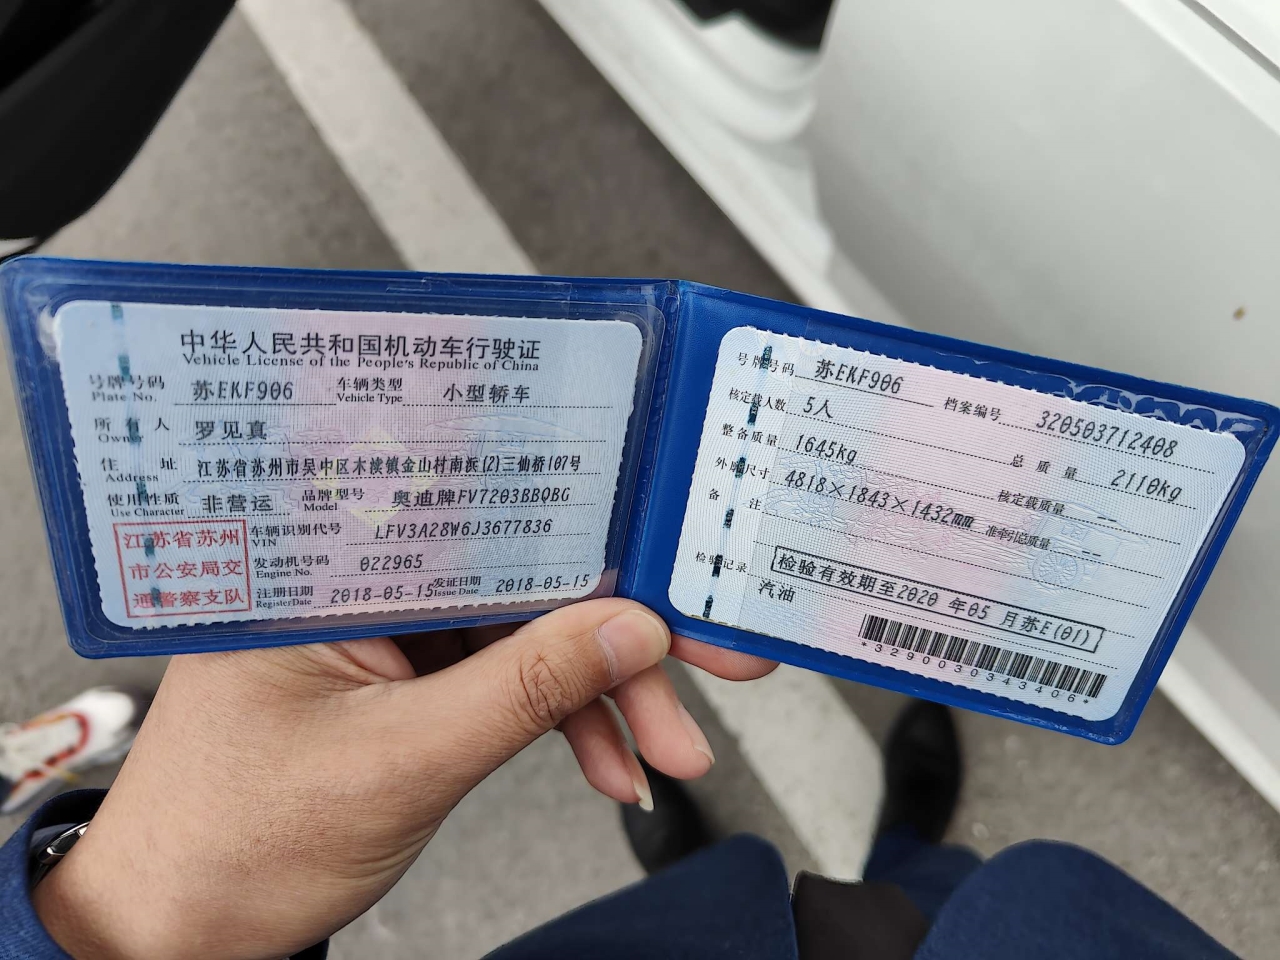 中华人民共和国机动车行驶证
Vehicle License of the People's Republic of China
号牌号码 苏EKF906 车辆类型 小型轿车
Plate No. Vehicle Type
所有人 罗见真
Owner
住址 江苏省苏州市吴中区木渎镇金山村南浜(2)三仙桥107号
Address
使用性质 非营运 品牌型号 奥迪牌FV7203BBQBG
Use Character Model
江苏省苏州
市公安局交
通警察支队
车辆识别代号 LFV3A28W6J3677836
VIN
发动机号码 022965
Engine No.
注册日期 2018-05-15 发证日期 2018-05-15
Register Date Issue Date
号牌号码 苏EKF906 档案编号 320503712408
核定载人数 5人 总质量 2110kg
整备质量 1645kg 核定载质量
外廓尺寸 4818×1843×1432mm 准牵引总质量
备注
检验记录 检验有效期至2020年05月苏E(01)
汽油
*3290030343406*